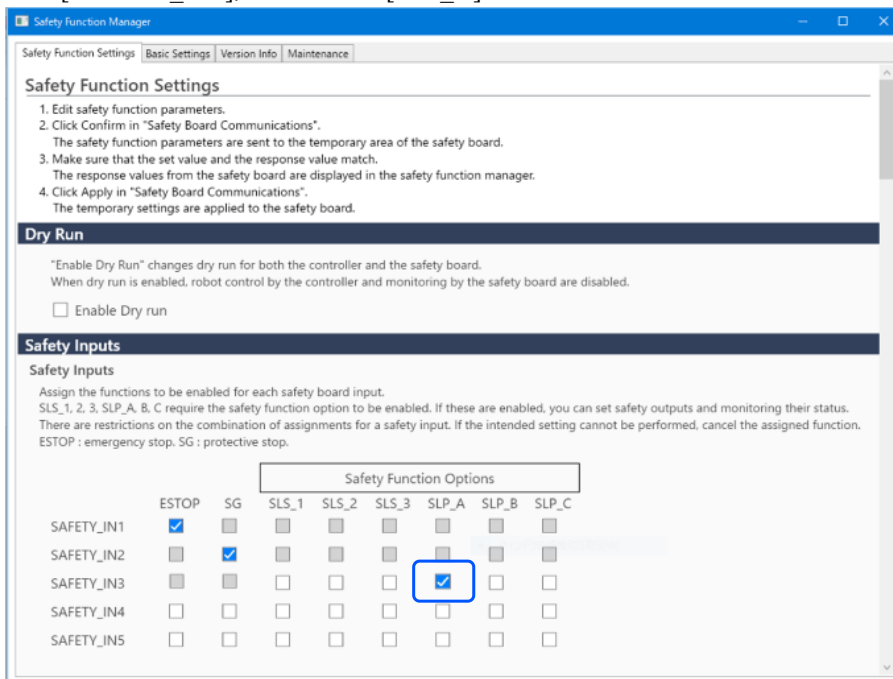 Safety Function Manager
Safety Function Settings Basic Settings Version Info Maintenance
Safety Function Settings
1. Edit safety function parameters.
2. Click Confirm in "Safety Board Communications".
The safety function parameters are sent to the temporary area of the safety board.
3. Make sure that the set value and the response value match.
The response values from the safety board are displayed in the safety function manager.
4. Click Apply in "Safety Board Communications".
The temporary settings are applied to the safety board.
Dry Run
"Enable Dry Run" changes dry run for both the controller and the safety board.
When dry run is enabled, robot control by the controller and monitoring by the safety board are disabled.
Enable Dry run
Safety Inputs
Safety Inputs
Assign the functions to be enabled for each safety board input.
SLS_1, 2, 3, SLP_A, B, C require the safety function option to be enabled. If these are enabled, you can set safety outputs and monitoring their status.
There are restrictions on the combination of assignments for a safety input. If the intended setting cannot be performed, cancel the assigned function.
ESTOP : emergency stop. SG : protective stop.
Safety Function Options
ESTOP SG SLS_1 SLS_2 SLS_3 SLP_A SLP_B SLP_C
SAFETY_IN1
SAFETY_IN2
SAFETY_IN3
SAFETY_IN4
SAFETY_IN5